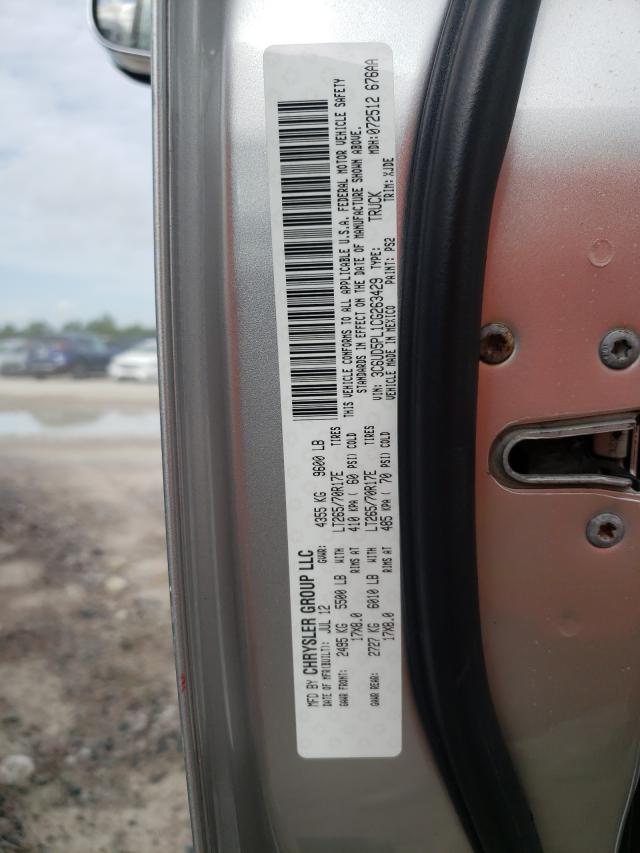 MFD BY CHRYSLER GROUP LLC
DATE OF MFR(BUILT): JUL 12 GVWR: 4355 KG 9600 LB
GAWR FRONT: 2495 KG 5500 LB WITH LT265/70R17E TIRES
17X8.0 RIMS AT 410 KPA ( 60 PSI) COLD
GAWR REAR: 2727 KG 6010 LB WITH LT265/70R17E TIRES
17X8.0 RIMS AT 485 KPA ( 70 PSI) COLD
THIS VEHICLE CONFORMS TO ALL APPLICABLE U.S.A. FEDERAL MOTOR VEHICLE SAFETY
STANDARDS IN EFFECT ON THE DATE OF MANUFACTURE SHOWN ABOVE.
VIN: 3C6UD5PL1CG263429 TYPE: TRUCK MDH:072512 676AA
VEHICLE MADE IN MEXICO PAINT: PS2 TRIM: XJDE